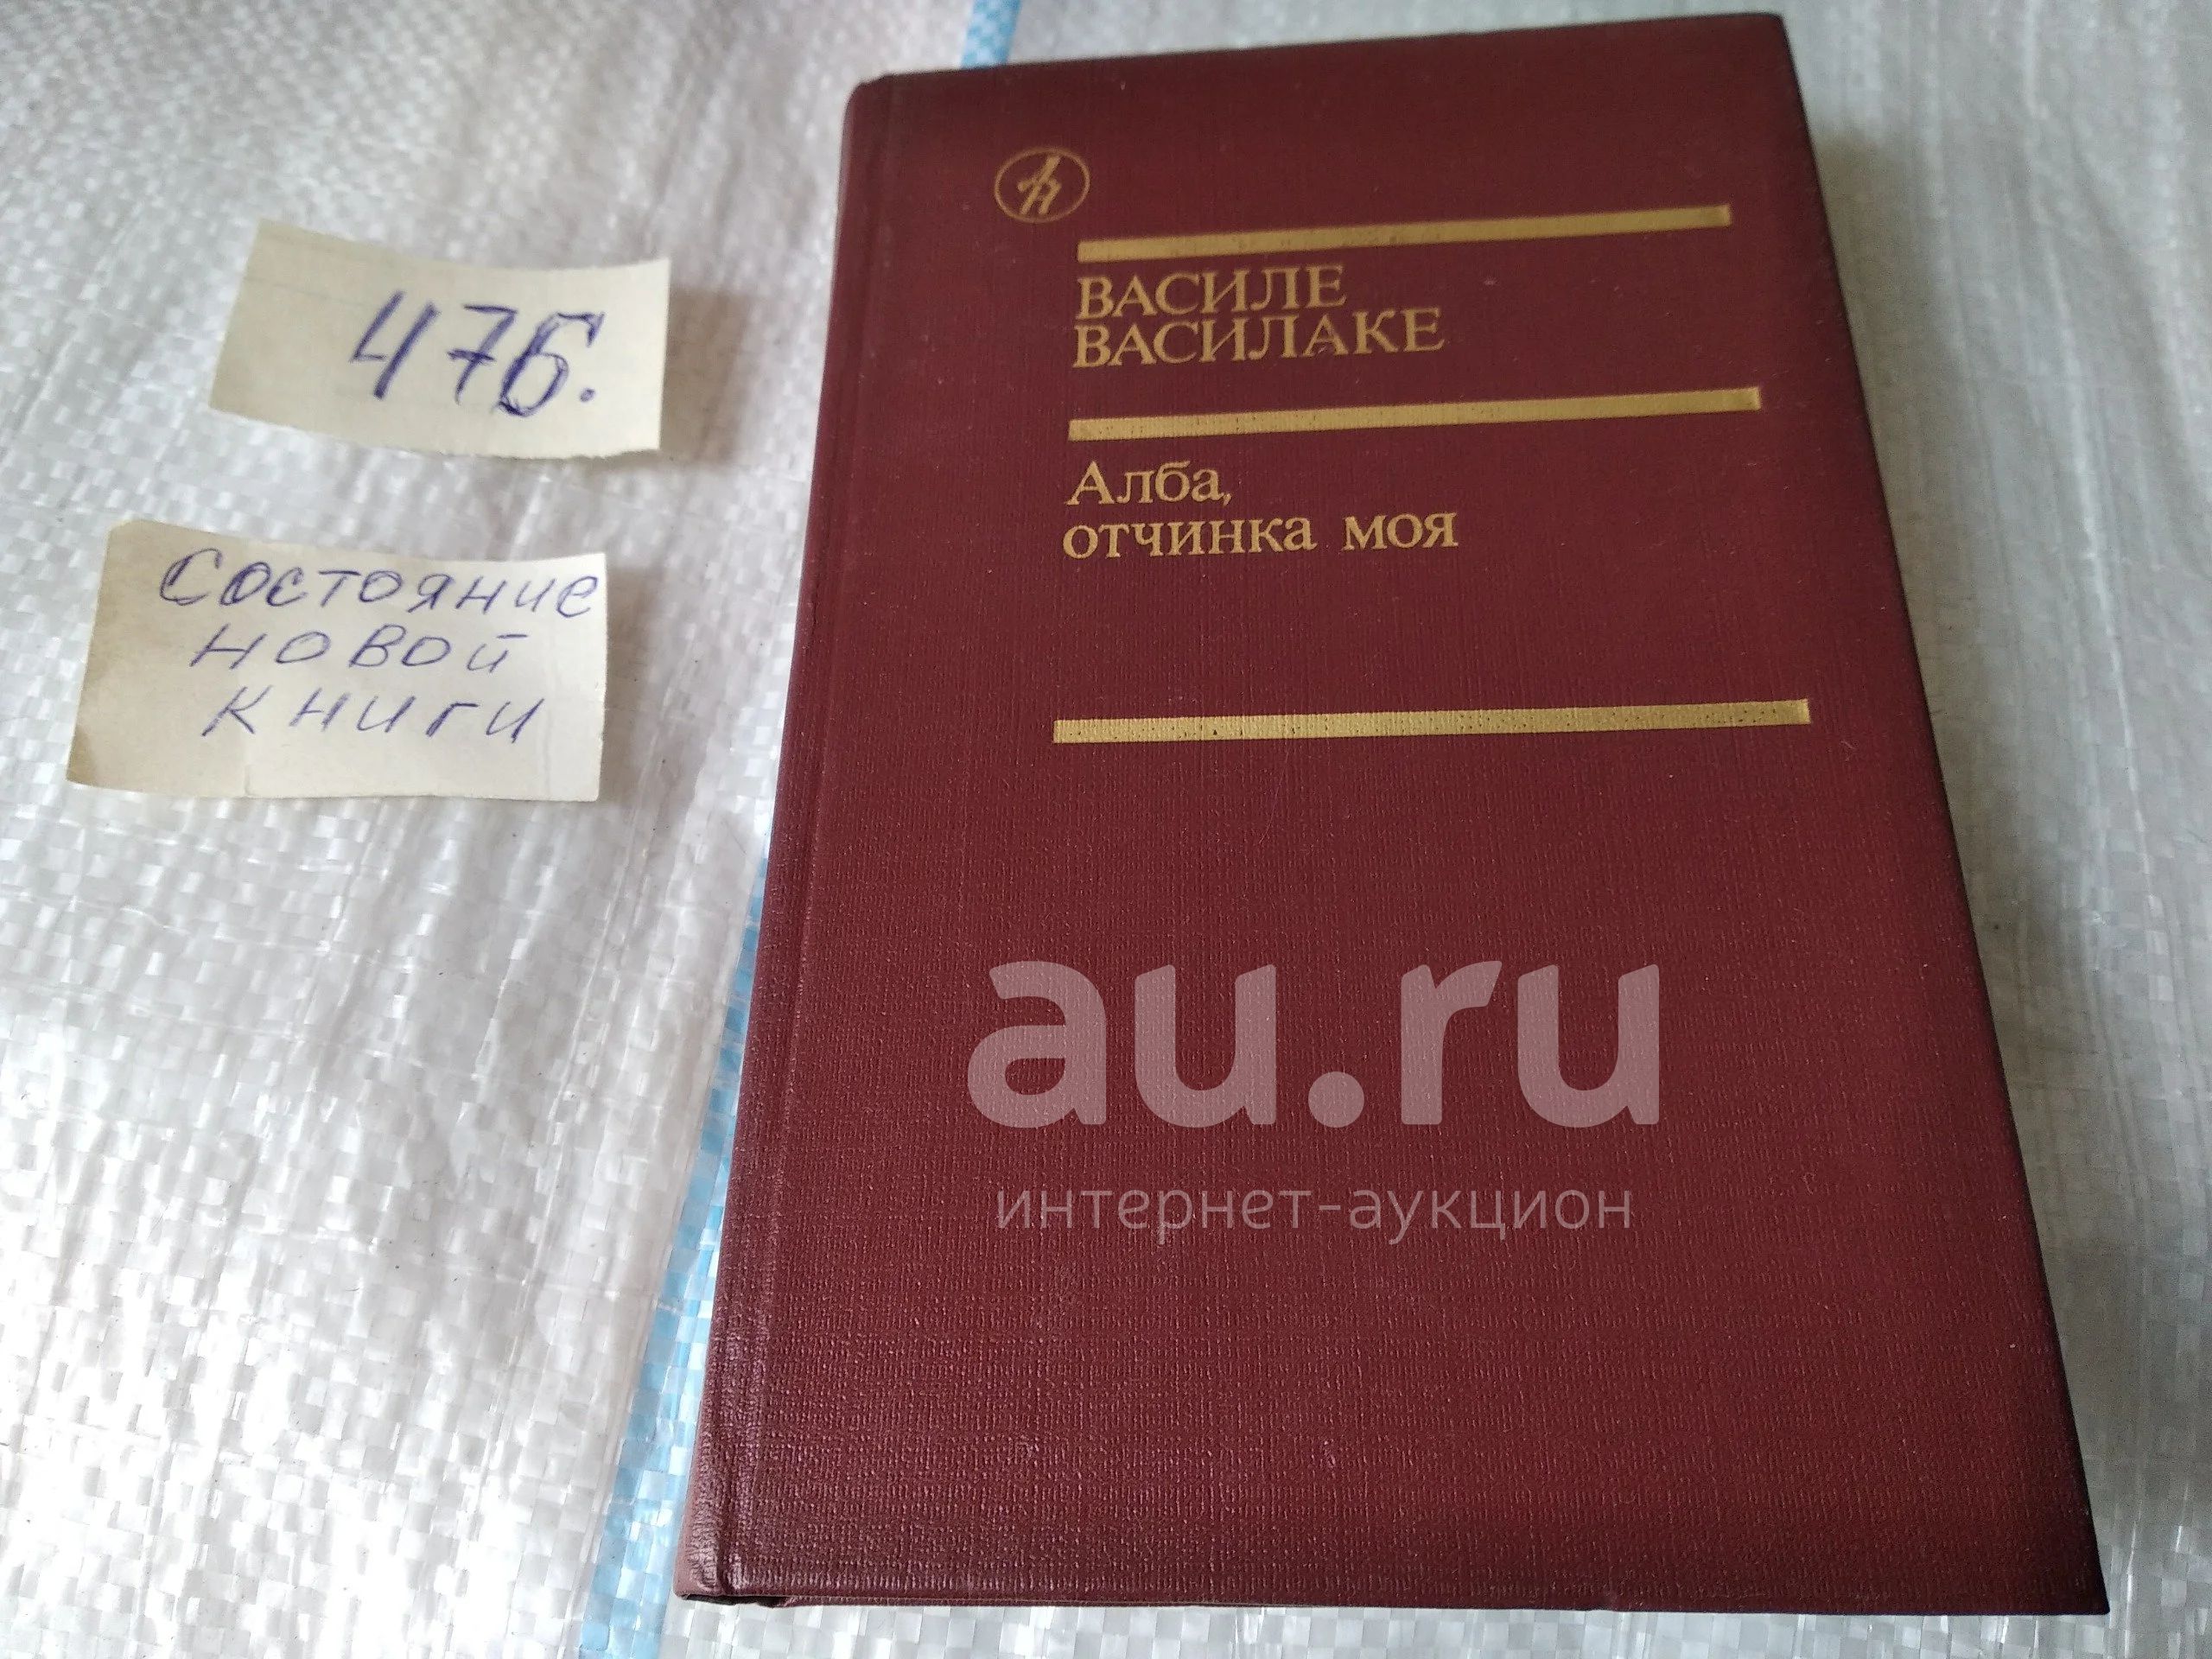 476.
Состояние
новой
книги
ВАСИЛЕ
ВАСИЛАКЕ
Алба,
отчинка моя
au.ru
интернет-аукцион